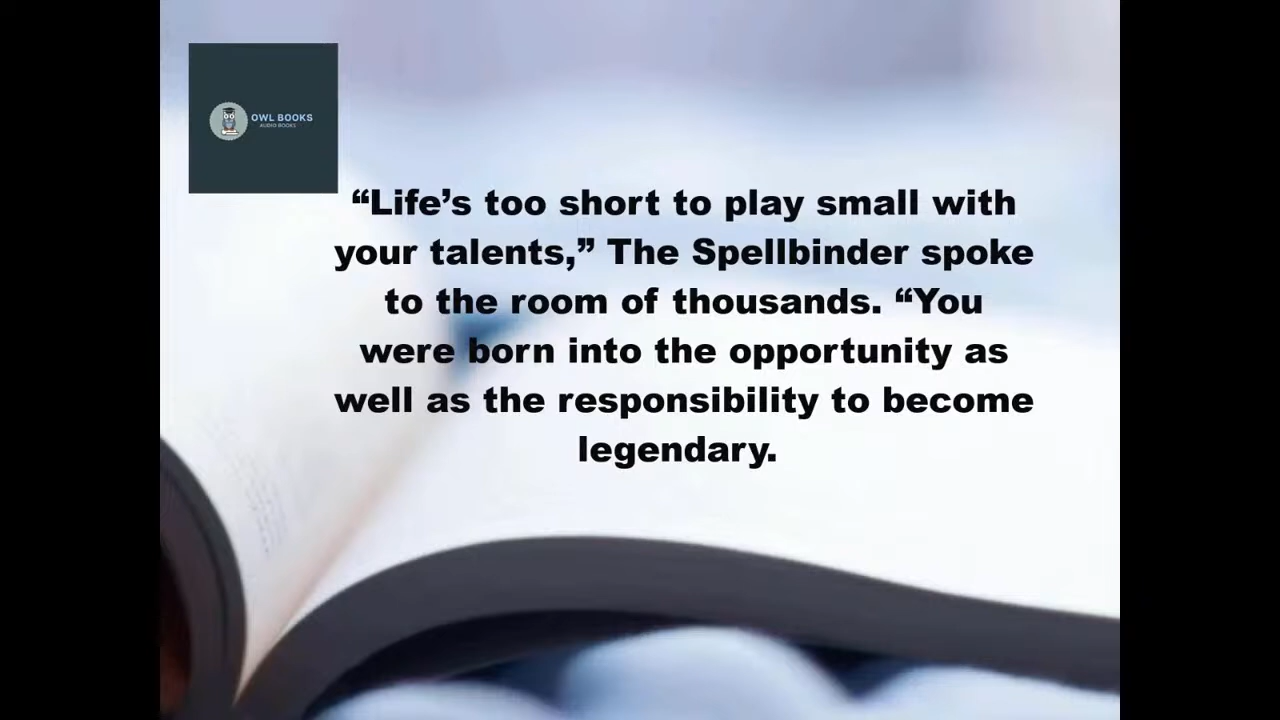 OWL BOOKS
AUDIO BOOKS
“Life’s too short to play small with
your talents,” The Spellbinder spoke
to the room of thousands. “You
were born into the opportunity as
well as the responsibility to become
legendary.